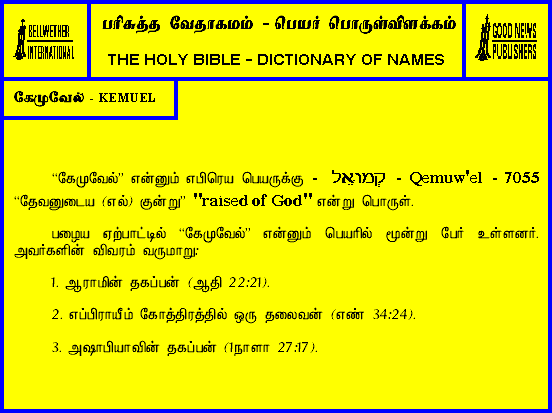 BELLWETHER
INTERNATIONAL
பரிசுத்த வேதாகமம் - பெயர் பொருள்விளக்கம்
THE HOLY BIBLE - DICTIONARY OF NAMES
GOOD NEWS
PUBLISHERS
கேமுவேல் - KEMUEL
“கேமுவேல்” என்னும் எபிரெய பெயருக்கு - קְמוּאֵל - Qemuw'el - 7055
“தேவனுடைய (எல்) குன்று” "raised of God" என்று பொருள்.
பழைய ஏற்பாட்டில் “கேமுவேல்” என்னும் பெயரில் மூன்று பேர் உள்ளனர்.
அவர்களின் விவரம் வருமாறு:
1. ஆராமின் தகப்பன் (ஆதி 22:21).
2. எப்பிராயீம் கோத்திரத்தில் ஒரு தலைவன் (எண் 34:24).
3. அஷாபியாவின் தகப்பன் (1நாளா 27:17).